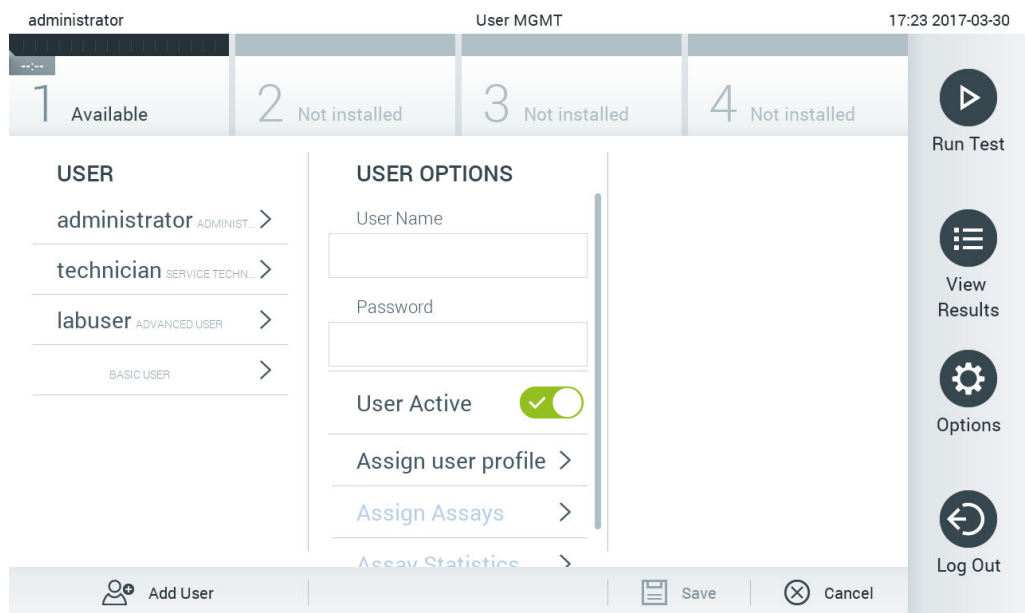 administrator User MGMT 17:23 2017-03-30
--:--
1 Available 2 Not installed 3 Not installed 4 Not installed
Run Test
USER
administrator ADMINIST...
technician SERVICE TECHN...
labuser ADVANCED USER
BASIC USER
USER OPTIONS
User Name
Password
User Active
Assign user profile
Assign Assays
Assay Statistics
View
Results
Options
Log Out
Add User Save Cancel